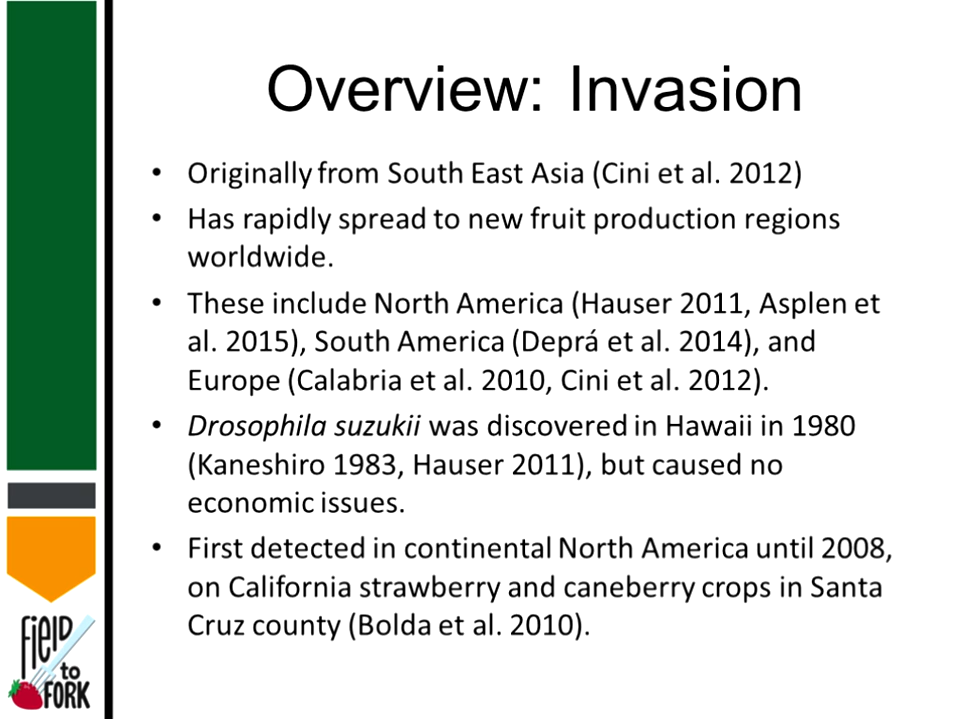 Overview: Invasion
• Originally from South East Asia (Cini et al. 2012)
• Has rapidly spread to new fruit production regions
worldwide.
• These include North America (Hauser 2011, Asplen et
al. 2015), South America (Deprá et al. 2014), and
Europe (Calabria et al. 2010, Cini et al. 2012).
• Drosophila suzukii was discovered in Hawaii in 1980
(Kaneshiro 1983, Hauser 2011), but caused no
economic issues.
• First detected in continental North America until 2008,
on California strawberry and caneberry crops in Santa
Cruz county (Bolda et al. 2010).
FielD
to
FORK